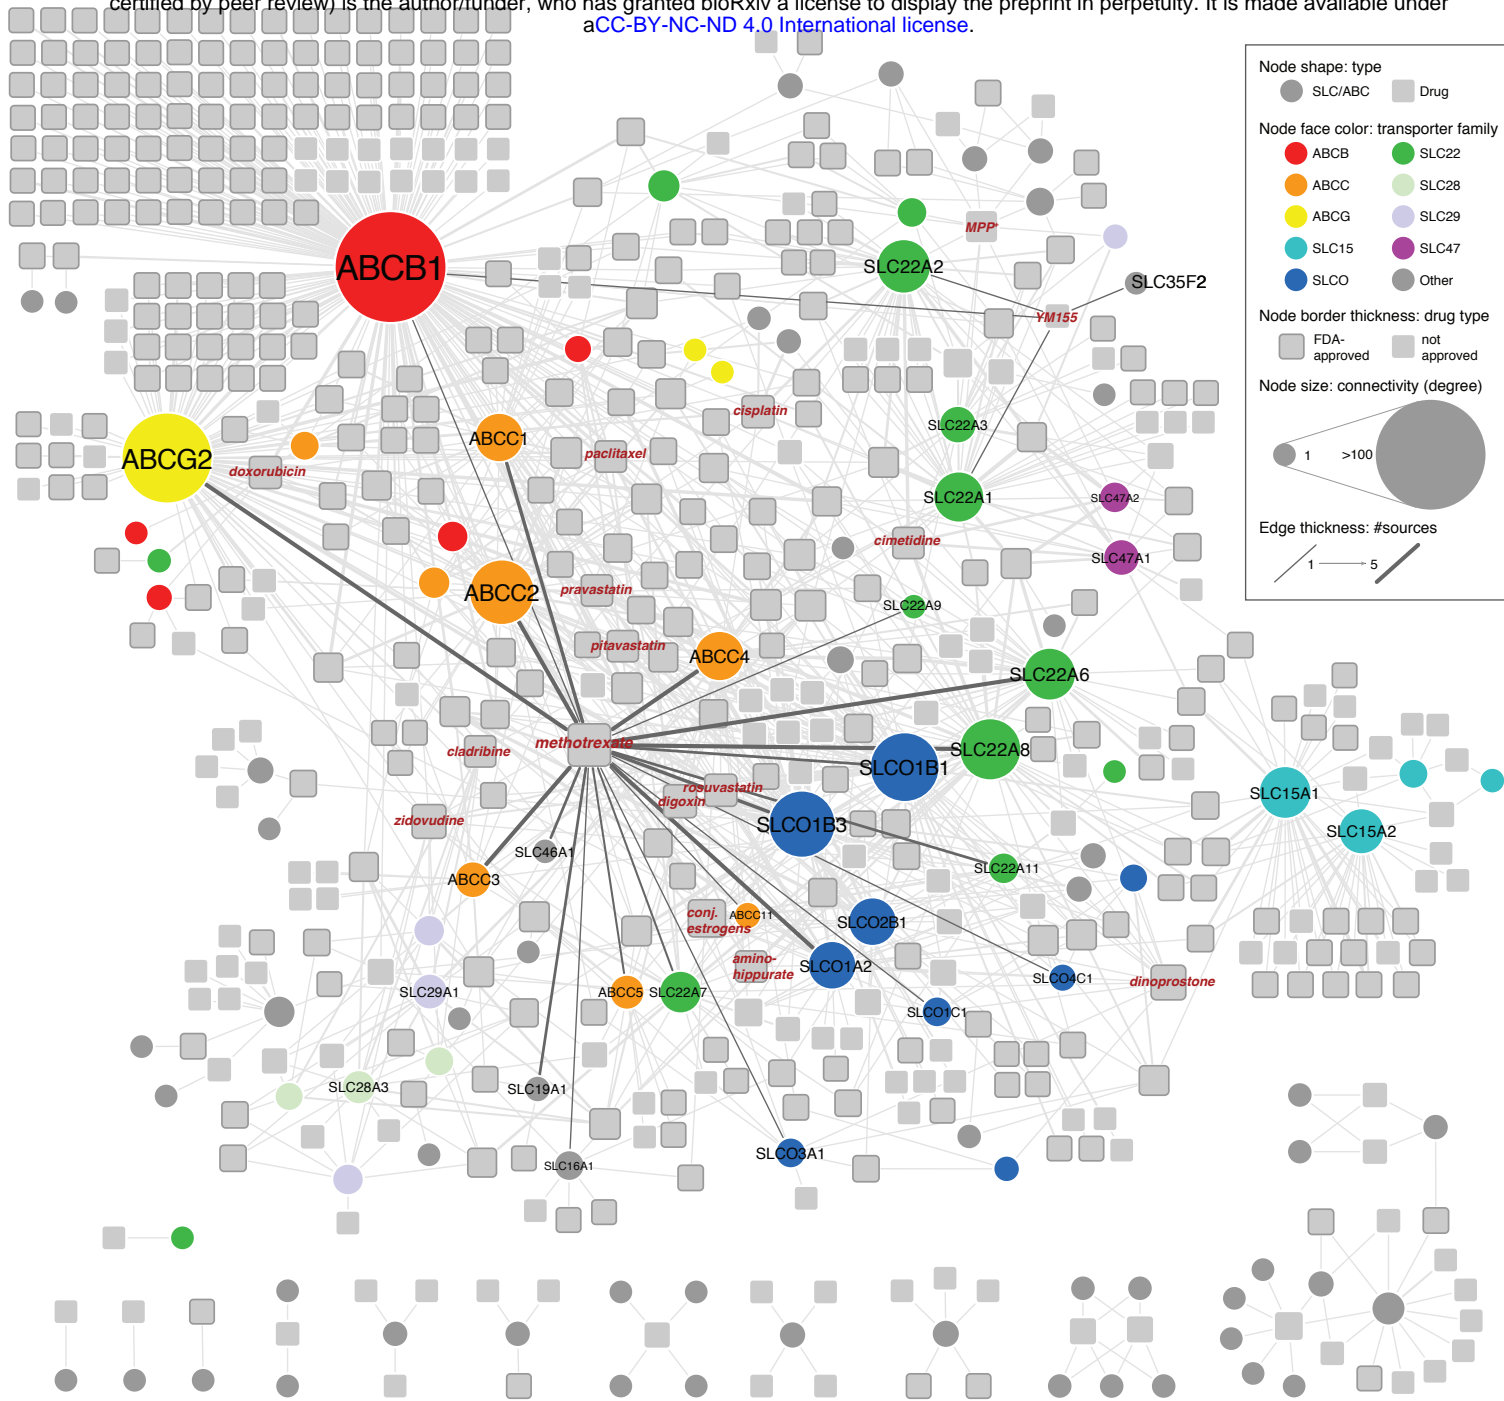 certified by peer review) is the author/funder, who has granted bioRxiv a license to display the preprint in perpetuity. It is made available under
aCC-BY-NC-ND 4.0 International license.
Node shape: type
SLC/ABC
Drug
Node face color: transporter family
ABCB
SLC22
ABCC
SLC28
ABCG
SLC29
SLC15
SLC47
SLCO
Other
Node border thickness: drug type
FDA-
approved
not
approved
Node size: connectivity (degree)
1
>100
Edge thickness: #sources
1
5
ABCB1
SLC22A2
MPP+
SLC35F2
YM155
cisplatin
SLC22A3
ABCC1
paclitaxel
ABCG2
doxorubicin
SLC22A1
SLC47A2
cimetidine
SLC47A1
pravastatin
ABCC2
SLC22A9
pitavastatin
ABCC4
SLC22A6
methotrexate
cladribine
SLC22A8
SLCO1B1
rosuvastatin
digoxin
SLC15A1
zidovudine
SLCO1B3
SLC15A2
SLC46A1
SLC22A11
ABCC3
conj.
estrogens
ABCC11
SLCO2B1
amino-
hippurate
SLCO1A2
SLCO4C1
dinoprostone
SLC29A1
ABCC5
SLC22A7
SLCO1C1
SLC28A3
SLC19A1
SLCO3A1
SLC16A1